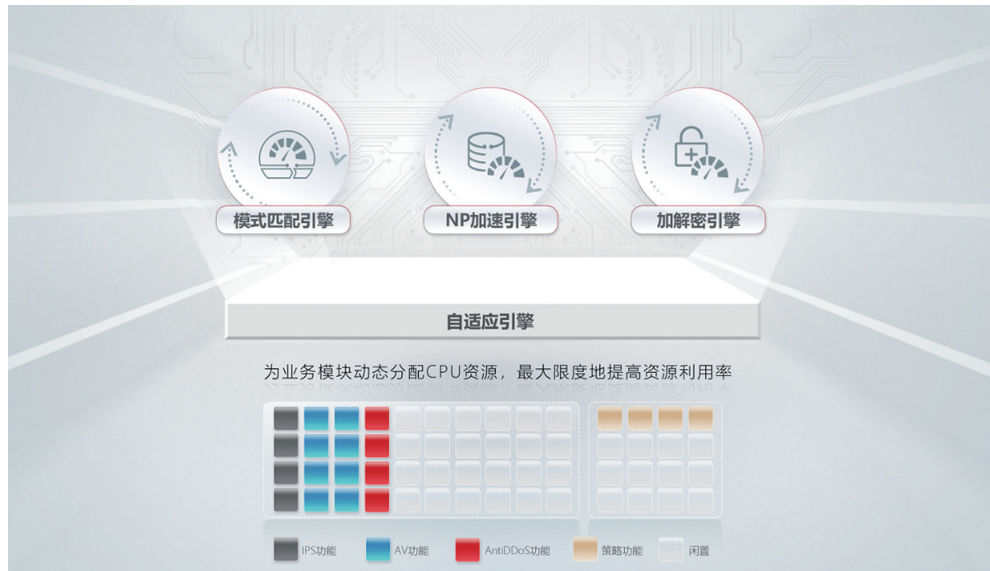 模式匹配引擎
NP加速引擎
加解密引擎
自适应引擎
为业务模块动态分配CPU资源，最大限度地提高资源利用率
IPS功能
AV功能
AntiDDoS功能
策略功能
闲置